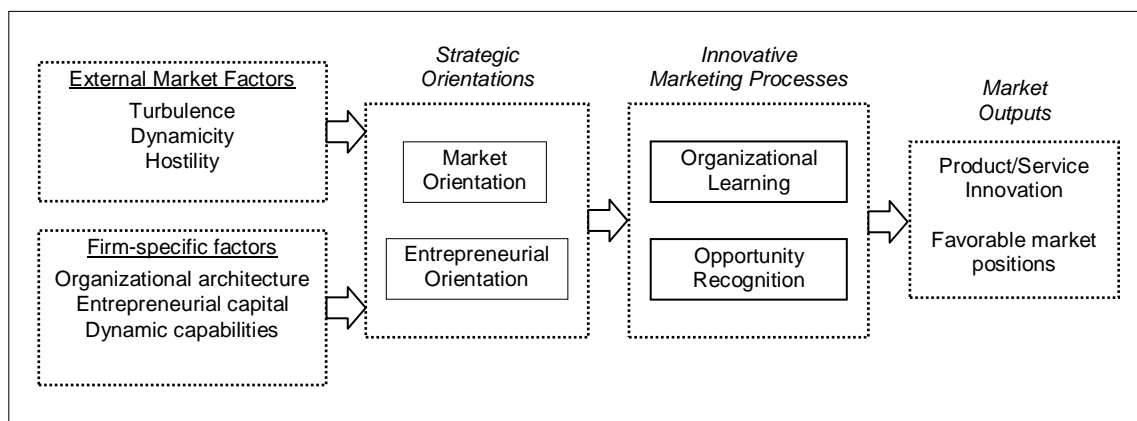 External Market Factors
Turbulence
Dynamicity
Hostility
Firm-specific factors
Organizational architecture
Entrepreneurial capital
Dynamic capabilities
Strategic
Orientations
Market
Orientation
Entrepreneurial
Orientation
Innovative
Marketing Processes
Organizational
Learning
Opportunity
Recognition
Market
Outputs
Product/Service
Innovation
Favorable market
positions